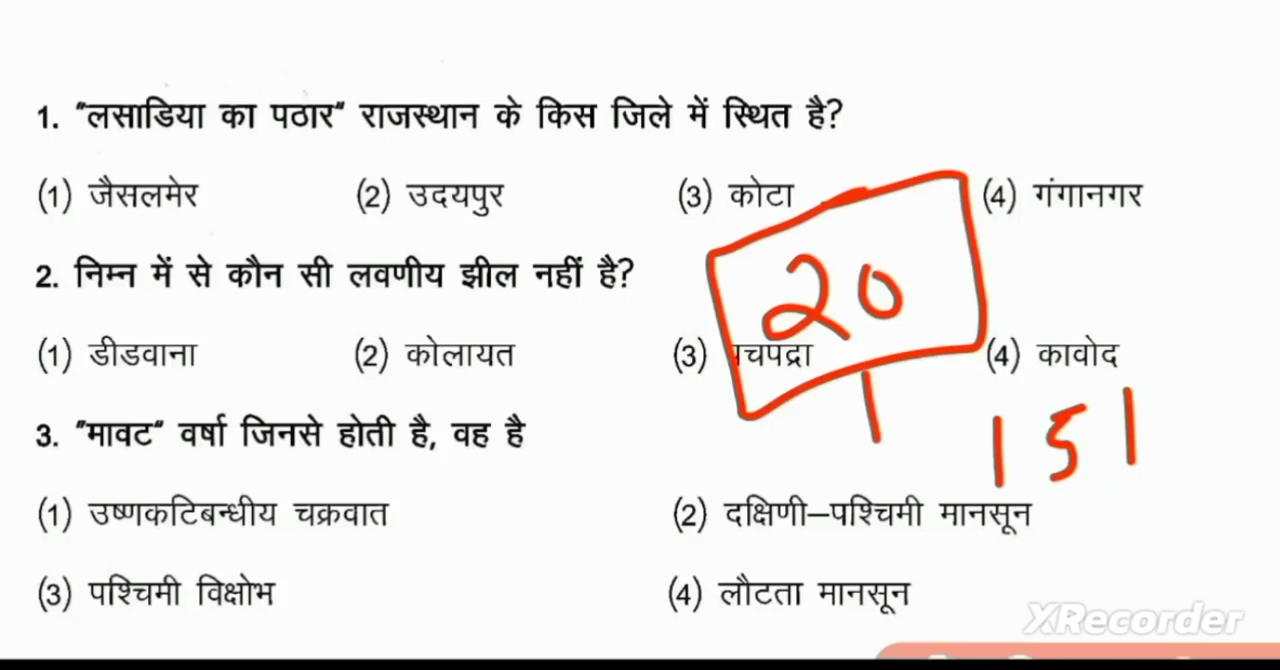 1. "लसाडिया का पठार" राजस्थान के किस जिले में स्थित है?
(1) जैसलमेर (2) उदयपुर (3) कोटा (4) गंगानगर
2. निम्न में से कौन सी लवणीय झील नहीं है?
20
(1) डीडवाना (2) कोलायत (3) पचपद्रा (4) कावोद
3. "मावट" वर्षा जिनसे होती है, वह है
1 151
(1) उष्णकटिबन्धीय चक्रवात (2) दक्षिणी–पश्चिमी मानसून
(3) पश्चिमी विक्षोभ (4) लौटता मानसून
XRecorder